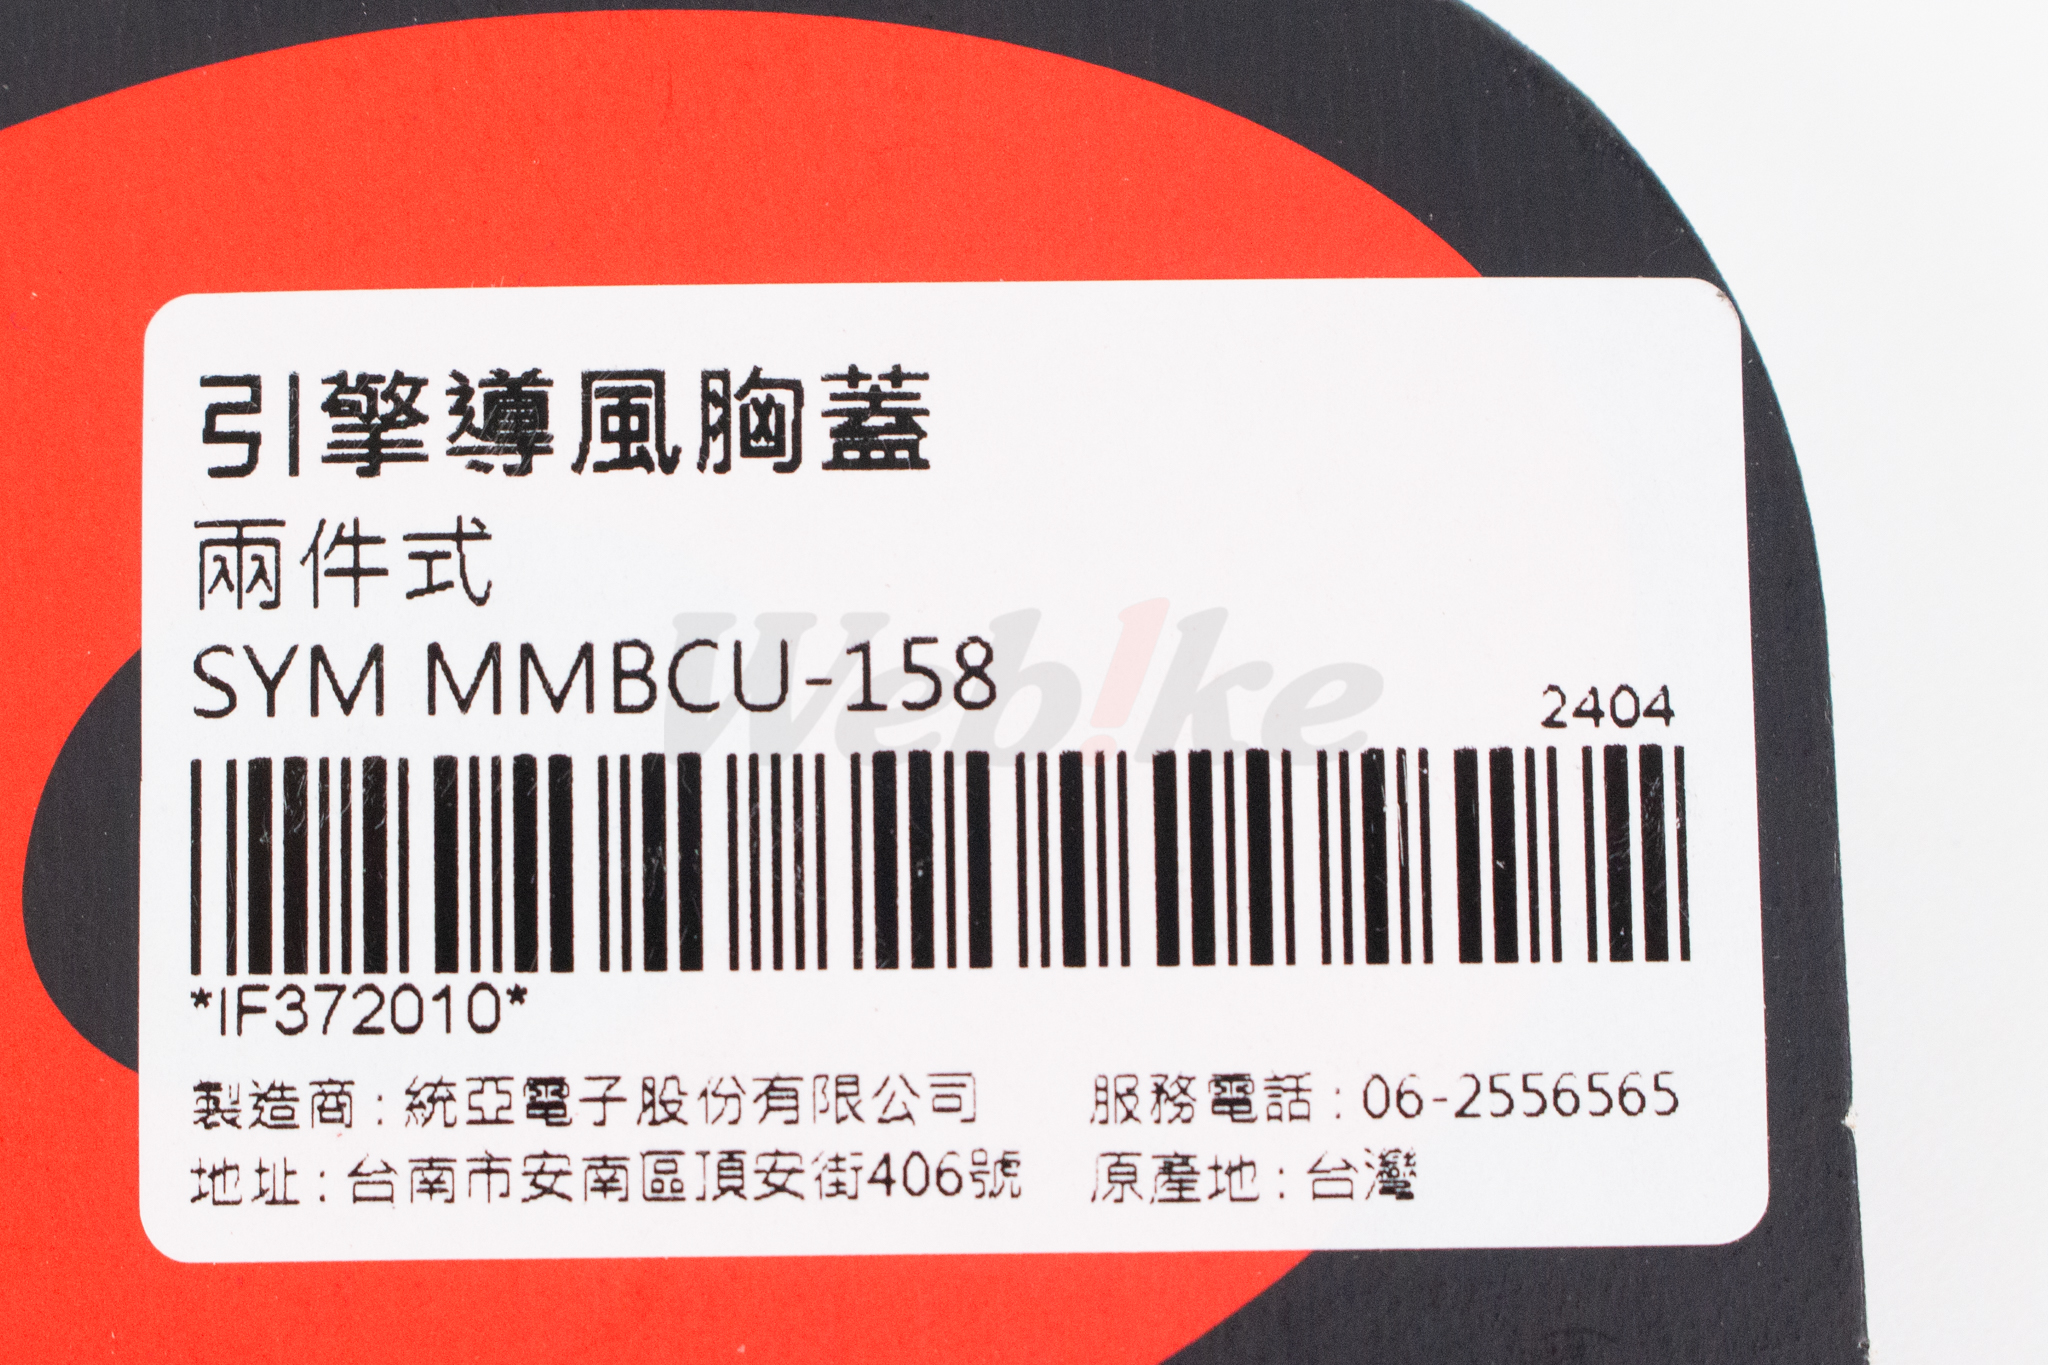 引擎導風胸蓋
兩件式
SYM MMBCU-158
Web!ke
2404
*IF372010*
製造商：統亞電子股份有限公司 服務電話：06-2556565
地址：台南市安南區頂安街406號 原產地：台灣